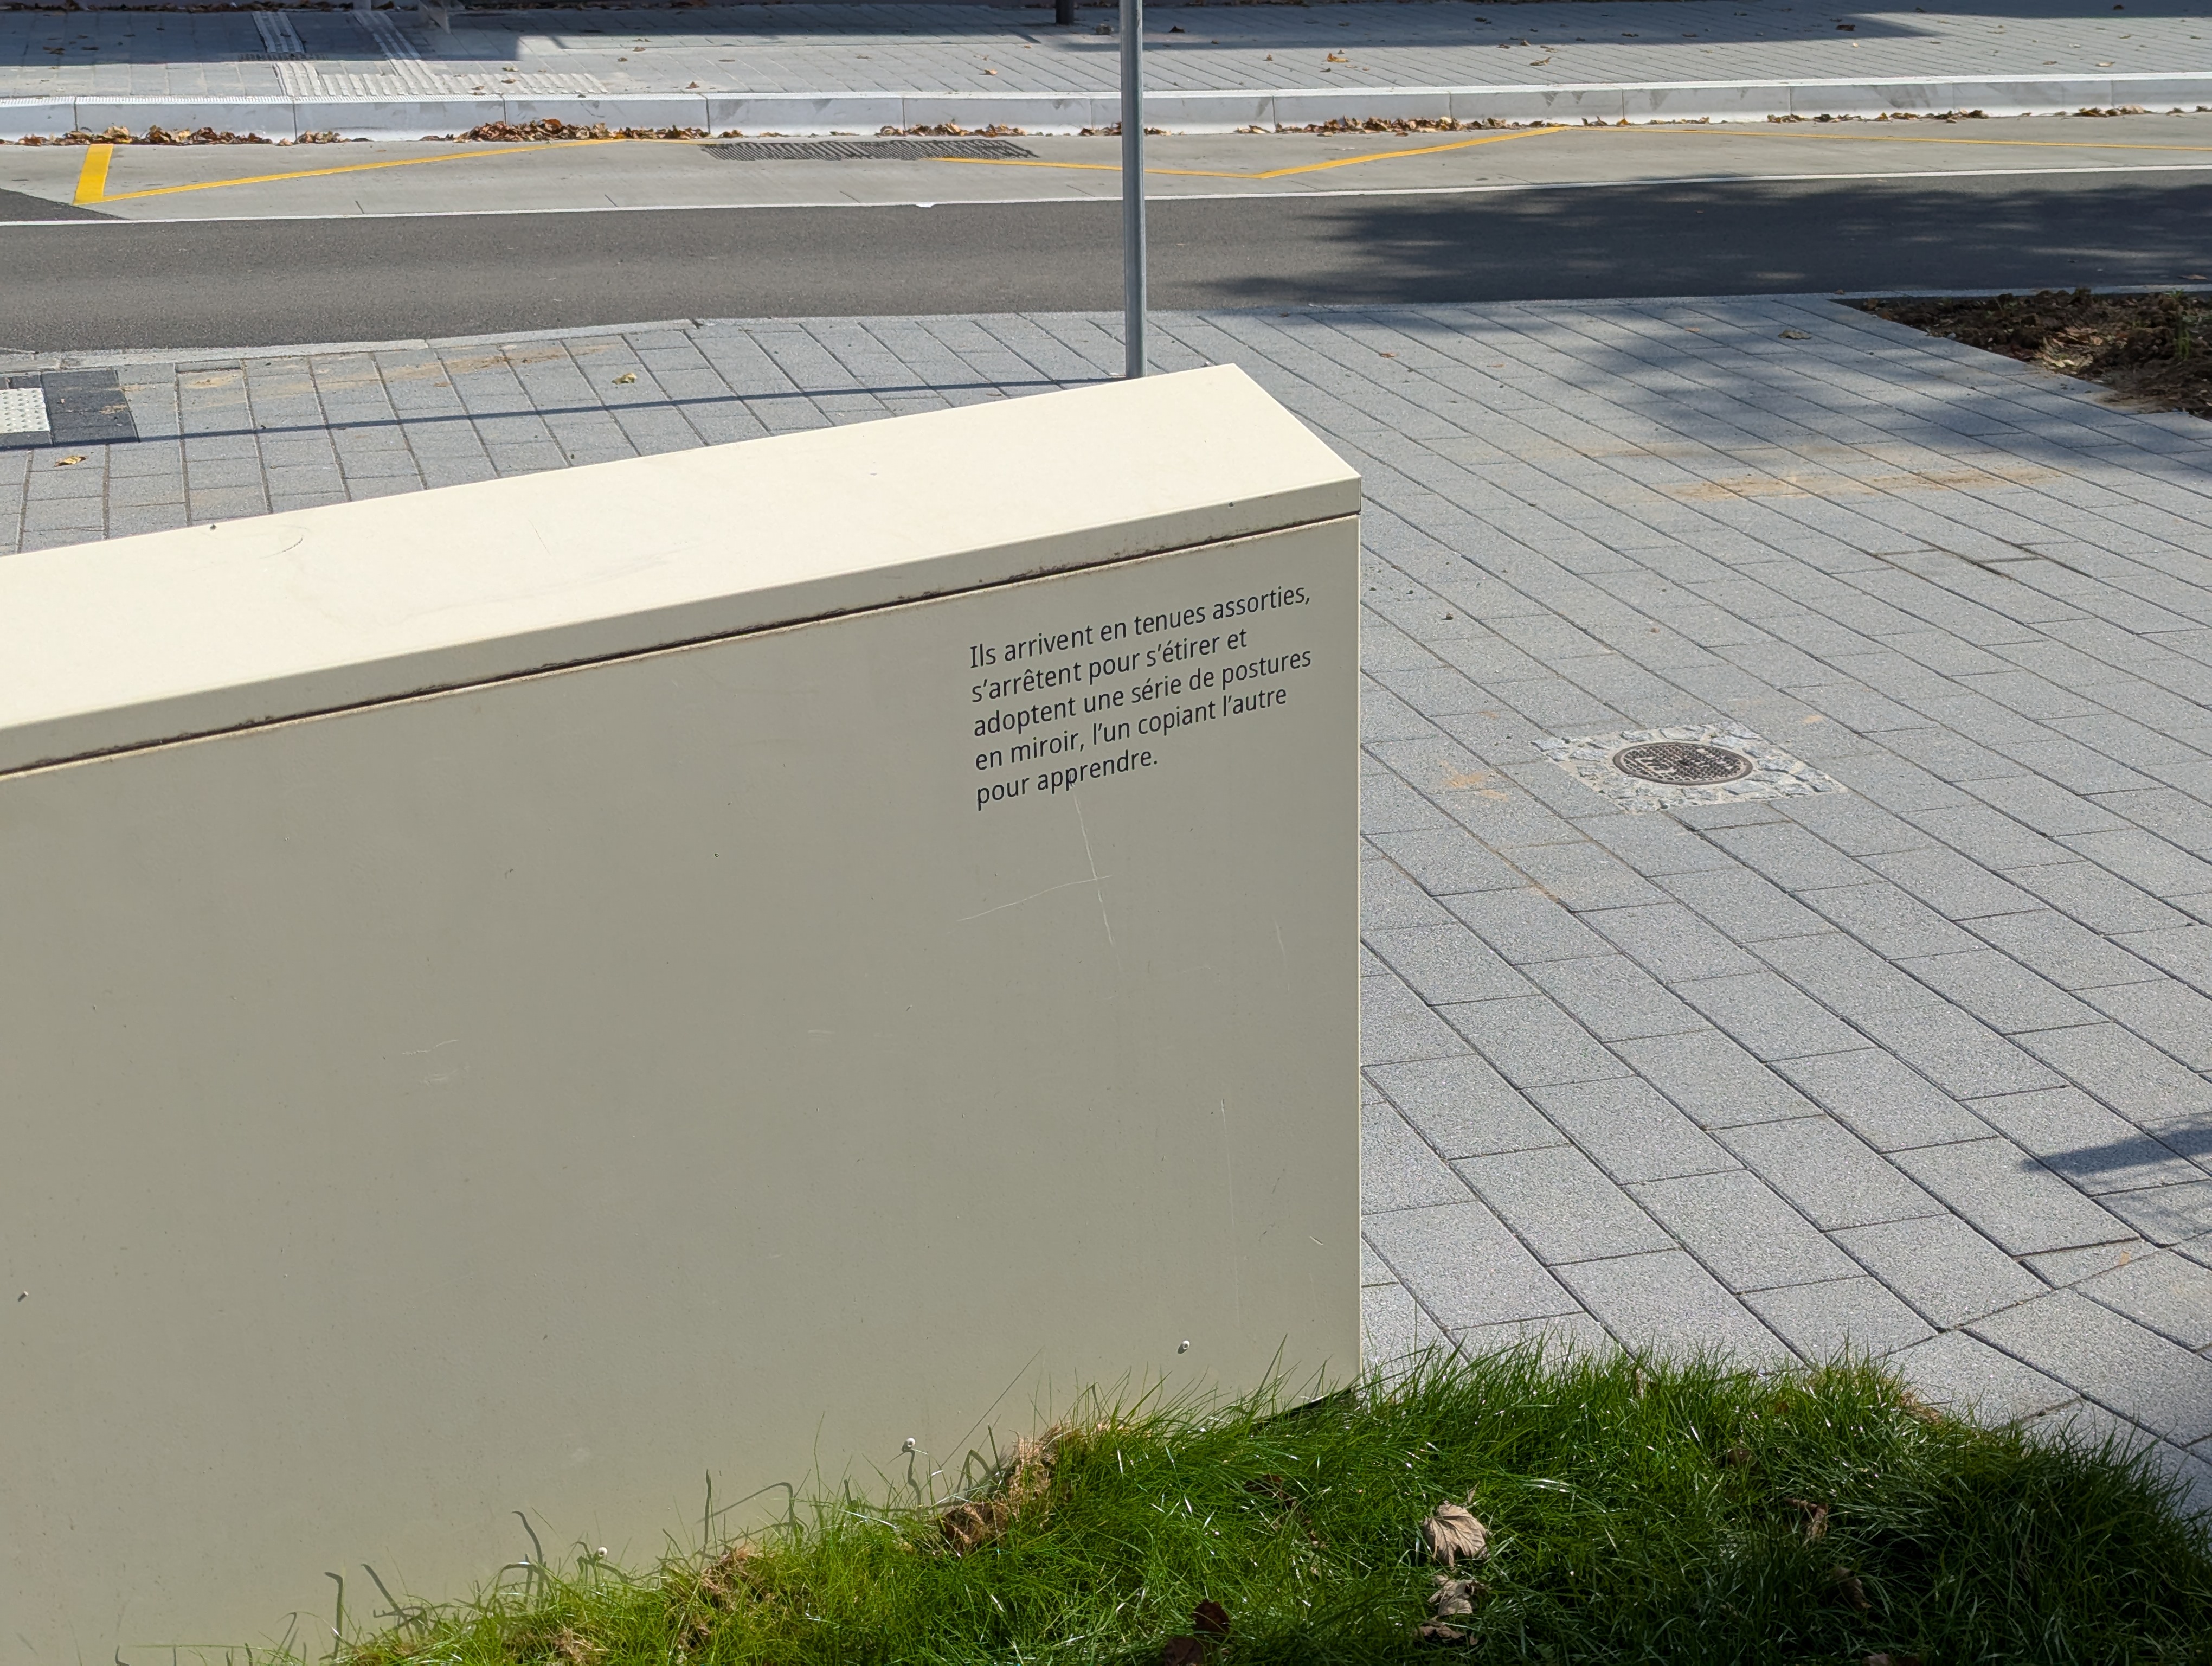 Ils arrivent en tenues assorties,
s’arrêtent pour s’étirer et
adoptent une série de postures
en miroir, l’un copiant l’autre
pour apprendre.